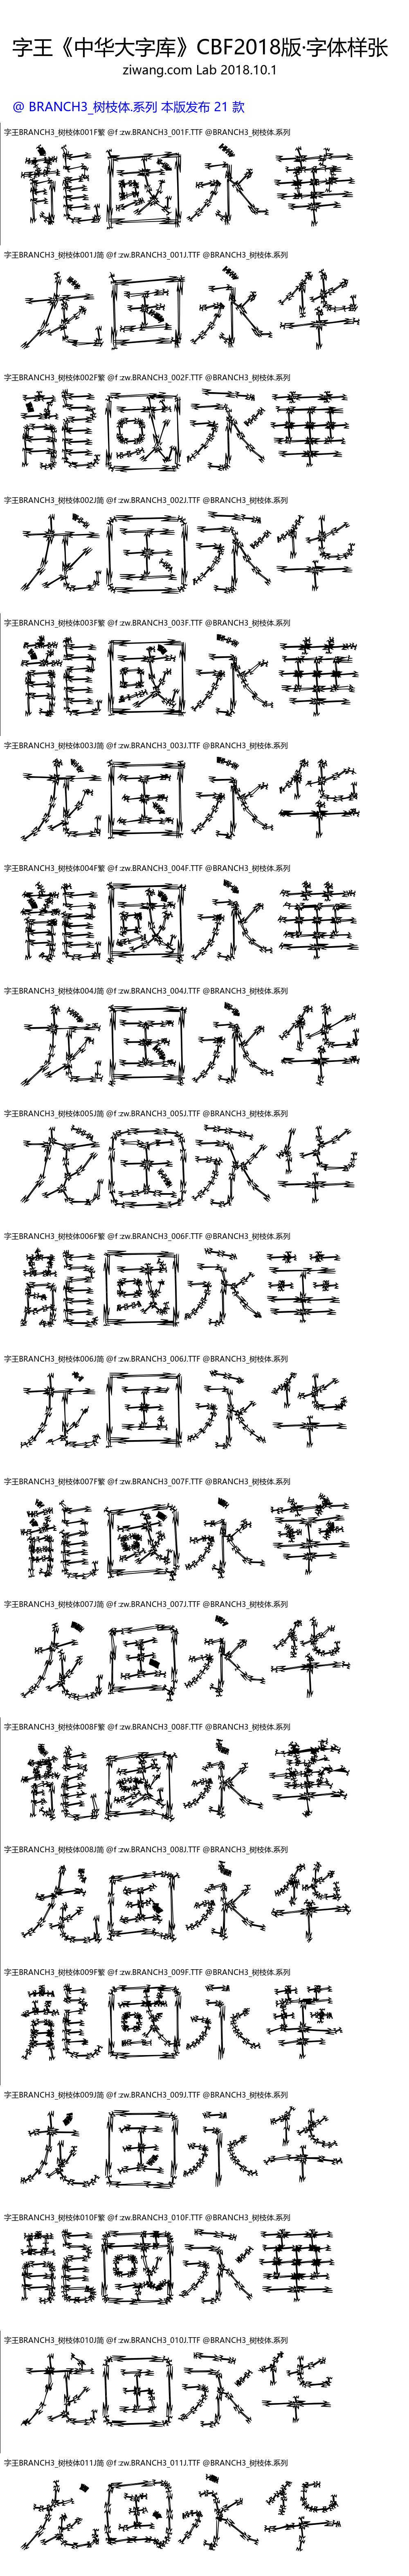 字王《中华大字库》CBF2018版·字体样张
ziwang.com Lab 2018.10.1
@ BRANCH3_树枝体.系列 本版发布 21 款
字王BRANCH3_树枝体001F繁 @f :zw.BRANCH3_001F.TTF @BRANCH3_树枝体.系列
龍國永華
字王BRANCH3_树枝体001J简 @f :zw.BRANCH3_001J.TTF @BRANCH3_树枝体.系列
龙国永华
字王BRANCH3_树枝体002F繁 @f :zw.BRANCH3_002F.TTF @BRANCH3_树枝体.系列
龍國永華
字王BRANCH3_树枝体002J简 @f :zw.BRANCH3_002J.TTF @BRANCH3_树枝体.系列
龙国永华
字王BRANCH3_树枝体003F繁 @f :zw.BRANCH3_003F.TTF @BRANCH3_树枝体.系列
龍國永華
字王BRANCH3_树枝体003J简 @f :zw.BRANCH3_003J.TTF @BRANCH3_树枝体.系列
龙国永华
字王BRANCH3_树枝体004F繁 @f :zw.BRANCH3_004F.TTF @BRANCH3_树枝体.系列
龍國永華
字王BRANCH3_树枝体004J简 @f :zw.BRANCH3_004J.TTF @BRANCH3_树枝体.系列
龙国永华
字王BRANCH3_树枝体005J简 @f :zw.BRANCH3_005J.TTF @BRANCH3_树枝体.系列
龙国永华
字王BRANCH3_树枝体006F繁 @f :zw.BRANCH3_006F.TTF @BRANCH3_树枝体.系列
龍國永華
字王BRANCH3_树枝体006J简 @f :zw.BRANCH3_006J.TTF @BRANCH3_树枝体.系列
龙国永华
字王BRANCH3_树枝体007F繁 @f :zw.BRANCH3_007F.TTF @BRANCH3_树枝体.系列
龍國永華
字王BRANCH3_树枝体007J简 @f :zw.BRANCH3_007J.TTF @BRANCH3_树枝体.系列
龙国永华
字王BRANCH3_树枝体008F繁 @f :zw.BRANCH3_008F.TTF @BRANCH3_树枝体.系列
龍國永華
字王BRANCH3_树枝体008J简 @f :zw.BRANCH3_008J.TTF @BRANCH3_树枝体.系列
龙国永华
字王BRANCH3_树枝体009F繁 @f :zw.BRANCH3_009F.TTF @BRANCH3_树枝体.系列
龍國永華
字王BRANCH3_树枝体009J简 @f :zw.BRANCH3_009J.TTF @BRANCH3_树枝体.系列
龙国永华
字王BRANCH3_树枝体010F繁 @f :zw.BRANCH3_010F.TTF @BRANCH3_树枝体.系列
龍國永華
字王BRANCH3_树枝体010J简 @f :zw.BRANCH3_010J.TTF @BRANCH3_树枝体.系列
龙国永华
字王BRANCH3_树枝体011J简 @f :zw.BRANCH3_011J.TTF @BRANCH3_树枝体.系列
龙国永华